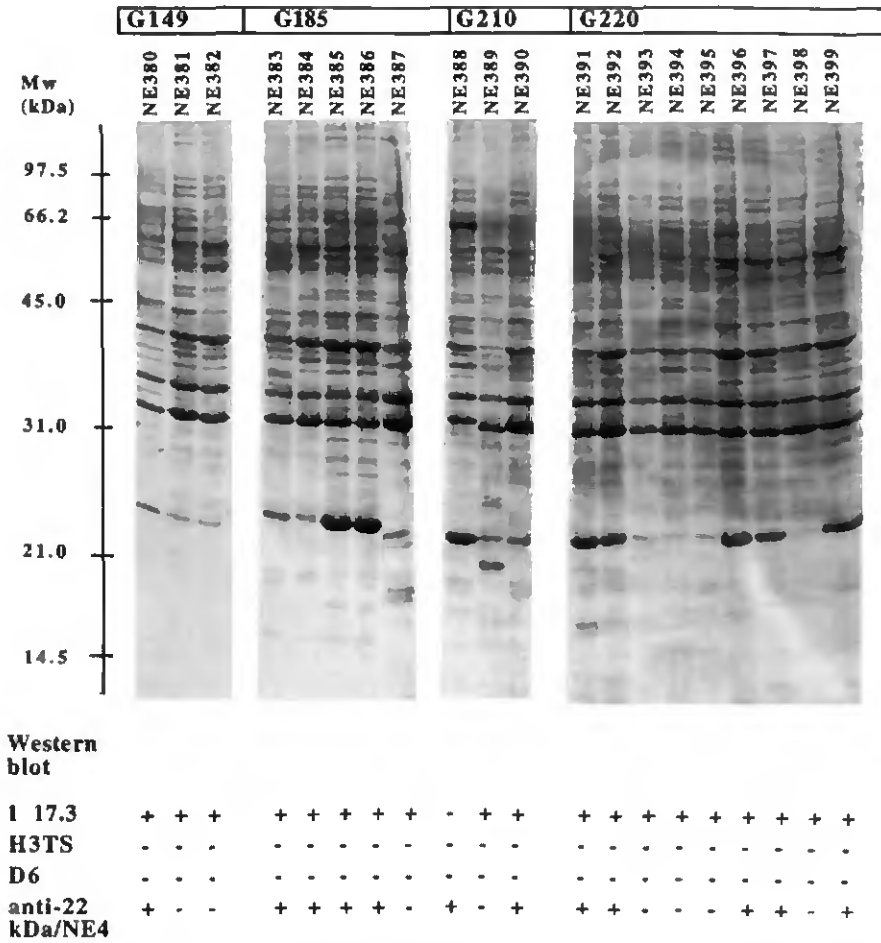 G149 G185 G210 G220
NE380 NE381 NE382 NE383 NE384 NE385 NE386 NE387 NE388 NE389 NE390 NE391 NE392 NE393 NE394 NE395 NE396 NE397 NE398 NE399
Mw
(kDa)
97.5
66.2
45.0
31.0
21.0
14.5
Western
blot
1 17.3 + + + + + + + + - + + + + + + + + + + +
H3TS - - - - - - - - - - - - - - - - - - - -
D6 - - - - - - - - - - - - - - - - - - - -
anti-22 + - - + + + + - + - + + + - - - + + - +
kDa/NE4